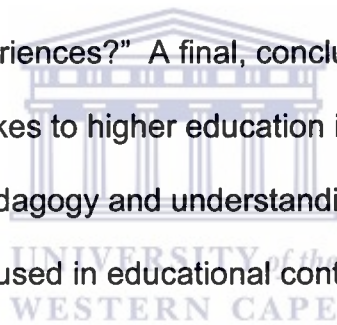 riences?" A final, conclu
kes to higher education i
dagogy and understandi
UNIVERSITY of the
used in educational cont
WESTERN CAPE